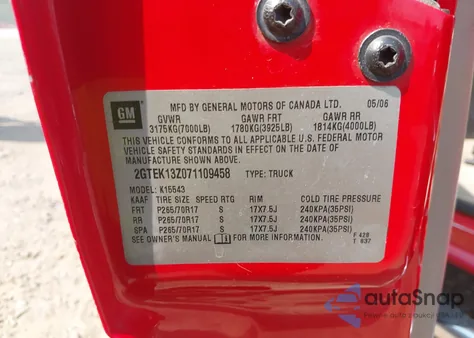 GM
MFD BY GENERAL MOTORS OF CANADA LTD. 05/06
GVWR GAWR FRT GAWR RR
3175KG(7000LB) 1780KG(3925LB) 1814KG(4000LB)
THIS VEHICLE CONFORMS TO ALL APPLICABLE U.S. FEDERAL MOTOR
VEHICLE SAFETY STANDARDS IN EFFECT ON THE DATE OF
MANUFACTURE SHOWN ABOVE.
2GTEK13Z071109458 TYPE: TRUCK
MODEL: K15543
KAAF TIRE SIZE SPEED RTG RIM COLD TIRE PRESSURE
FRT P265/70R17 S 17X7.5J 240KPA(35PSI)
RR P265/70R17 S 17X7.5J 240KPA(35PSI)
SPA P265/70R17 S 17X7.5J 240KPA(35PSI)
SEE OWNER'S MANUAL FOR MORE INFORMATION
F 429
T 637
autoSnap